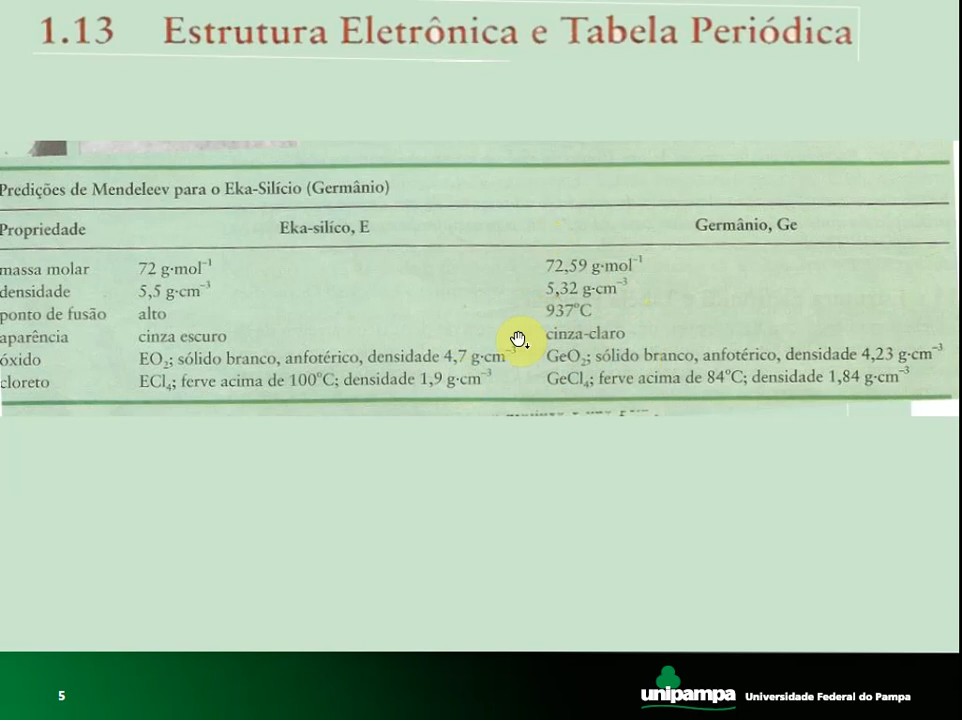 1.13 Estrutura Eletrônica e Tabela Periódica
Predições de Mendeleev para o Eka-Silício (Germânio)
Propriedade Eka-silíco, E Germânio, Ge
massa molar 72 g·mol⁻¹ 72,59 g·mol⁻¹
densidade 5,5 g·cm⁻³ 5,32 g·cm⁻³
ponto de fusão alto 937°C
aparência cinza escuro cinza-claro
óxido EO₂; sólido branco, anfotérico, densidade 4,7 g·cm⁻³ GeO₂; sólido branco, anfotérico, densidade 4,23 g·cm⁻³
cloreto ECl₄; ferve acima de 100°C; densidade 1,9 g·cm⁻³ GeCl₄; ferve acima de 84°C; densidade 1,84 g·cm⁻³
5 unipampa Universidade Federal do Pampa